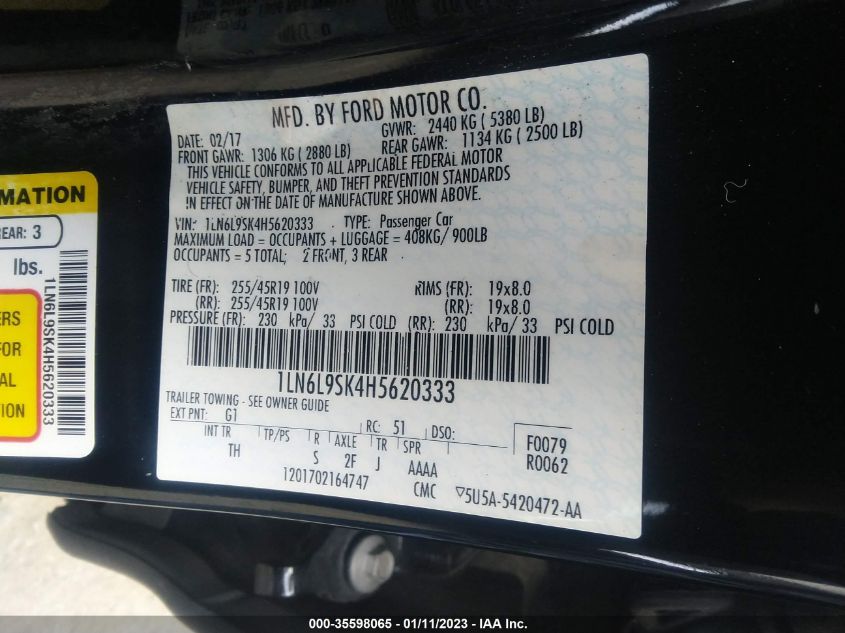 MFD. BY FORD MOTOR CO.
DATE: 02/17 GVWR: 2440 KG ( 5380 LB)
FRONT GAWR: 1306 KG ( 2880 LB) REAR GAWR: 1134 KG ( 2500 LB)
THIS VEHICLE CONFORMS TO ALL APPLICABLE FEDERAL MOTOR
VEHICLE SAFETY, BUMPER, AND THEFT PREVENTION STANDARDS
IN EFFECT ON THE DATE OF MANUFACTURE SHOWN ABOVE.
VIN: 1LN6L9SK4H5620333 TYPE: Passenger Car
MAXIMUM LOAD = OCCUPANTS + LUGGAGE = 408KG/ 900LB
OCCUPANTS = 5 TOTAL; 2 FRONT, 3 REAR
TIRE (FR): 255/45R19 100V RIMS (FR): 19x8.0
(RR): 255/45R19 100V (RR): 19x8.0
PRESSURE (FR): 230 kPa/ 33 PSI COLD (RR): 230 kPa/ 33 PSI COLD
1LN6L9SK4H5620333
TRAILER TOWING - SEE OWNER GUIDE
EXT PNT: G1 RC: 51 DSO: F0079
INT TR TP/PS R AXLE TR SPR R0062
TH S 2F J AAAA
1201702164747 CMC ▽5U5A-5420472-AA
MATION
REAR: 3
lbs.
ERS
FOR
AL
TION
1LN6L9SK4H5620333
000-35598065 - 01/11/2023 - IAA Inc.